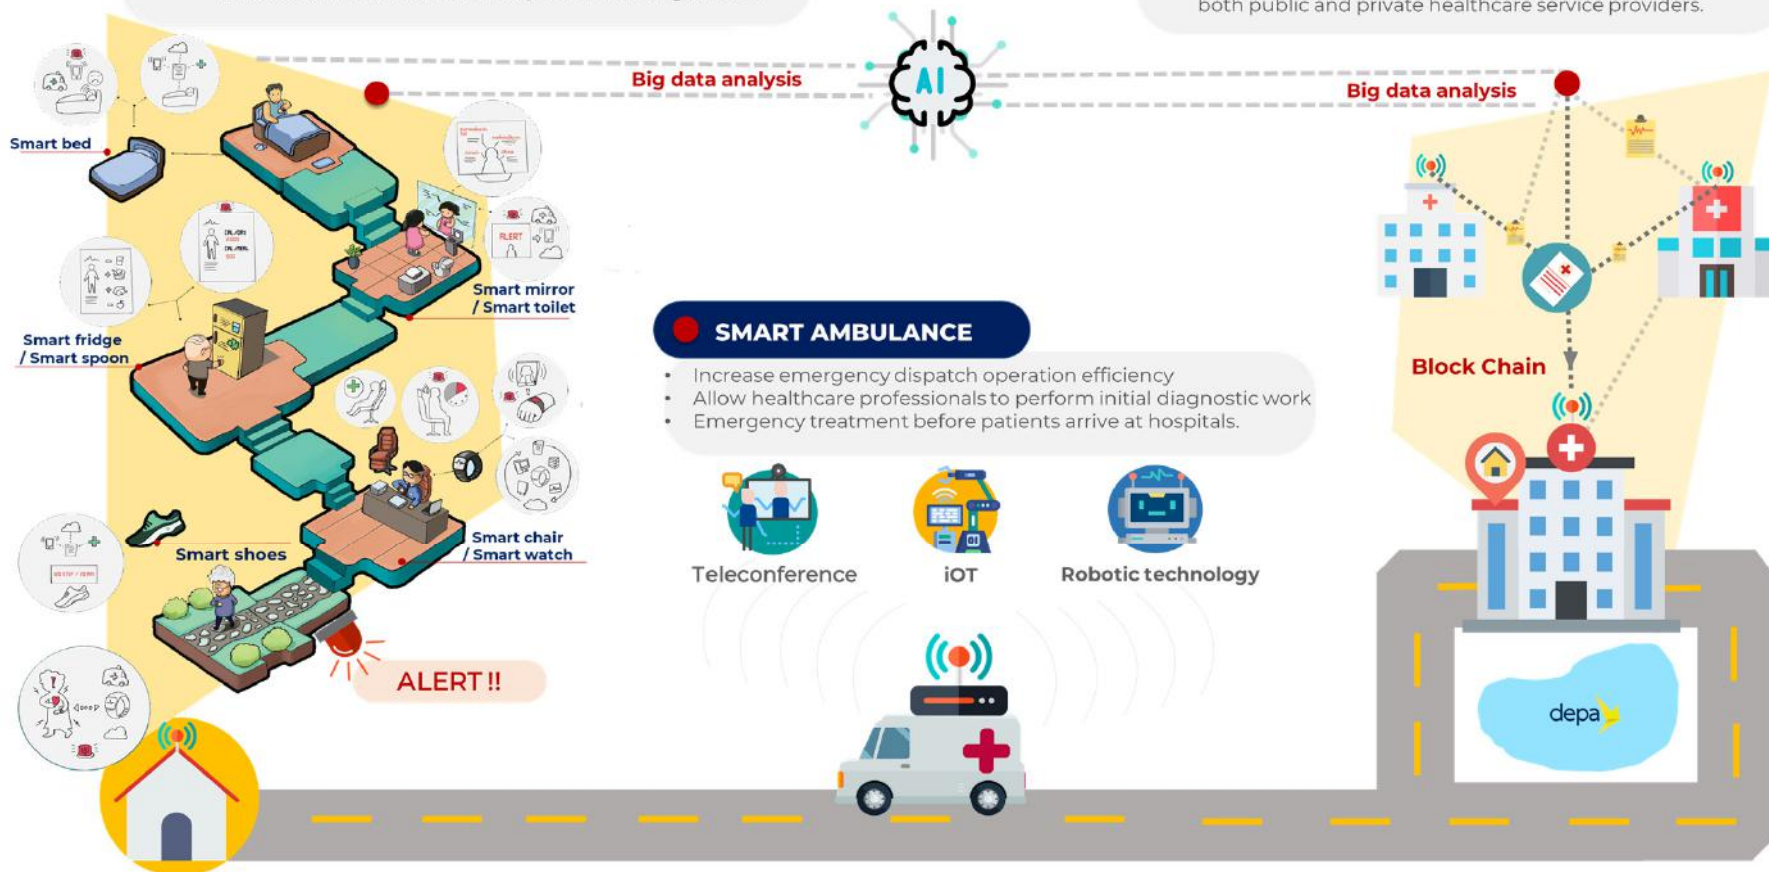 both public and private healthcare service providers.
Big data analysis
AI
Big data analysis
Smart bed
ALERT
Smart mirror
/ Smart toilet
Smart fridge
/ Smart spoon
SMART AMBULANCE
• Increase emergency dispatch operation efficiency
• Allow healthcare professionals to perform initial diagnostic work
• Emergency treatment before patients arrive at hospitals.
Block Chain
Smart chair
/ Smart watch
Smart shoes
Teleconference
iOT
Robotic technology
ALERT !!
depa